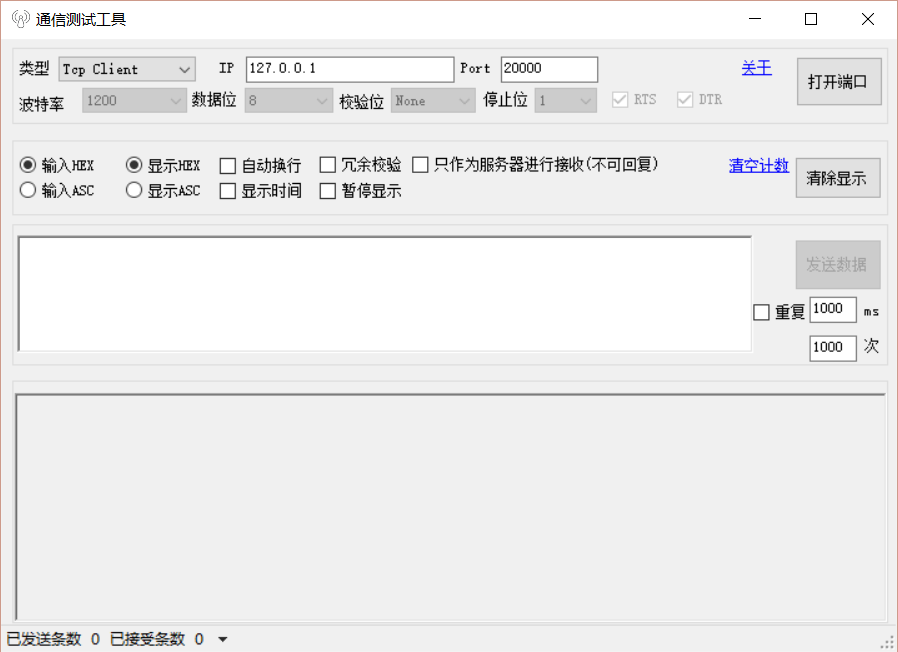 通信测试工具
类型 Tcp Client IP 127.0.0.1 Port 20000 关于 打开端口
波特率 1200 数据位 8 校验位 None 停止位 1 RTS DTR
输入HEX 显示HEX 自动换行 冗余校验 只作为服务器进行接收(不可回复) 清空计数 清除显示
输入ASC 显示ASC 显示时间 暂停显示
发送数据
重复 1000 ms
1000 次
已发送条数 0 已接受条数 0